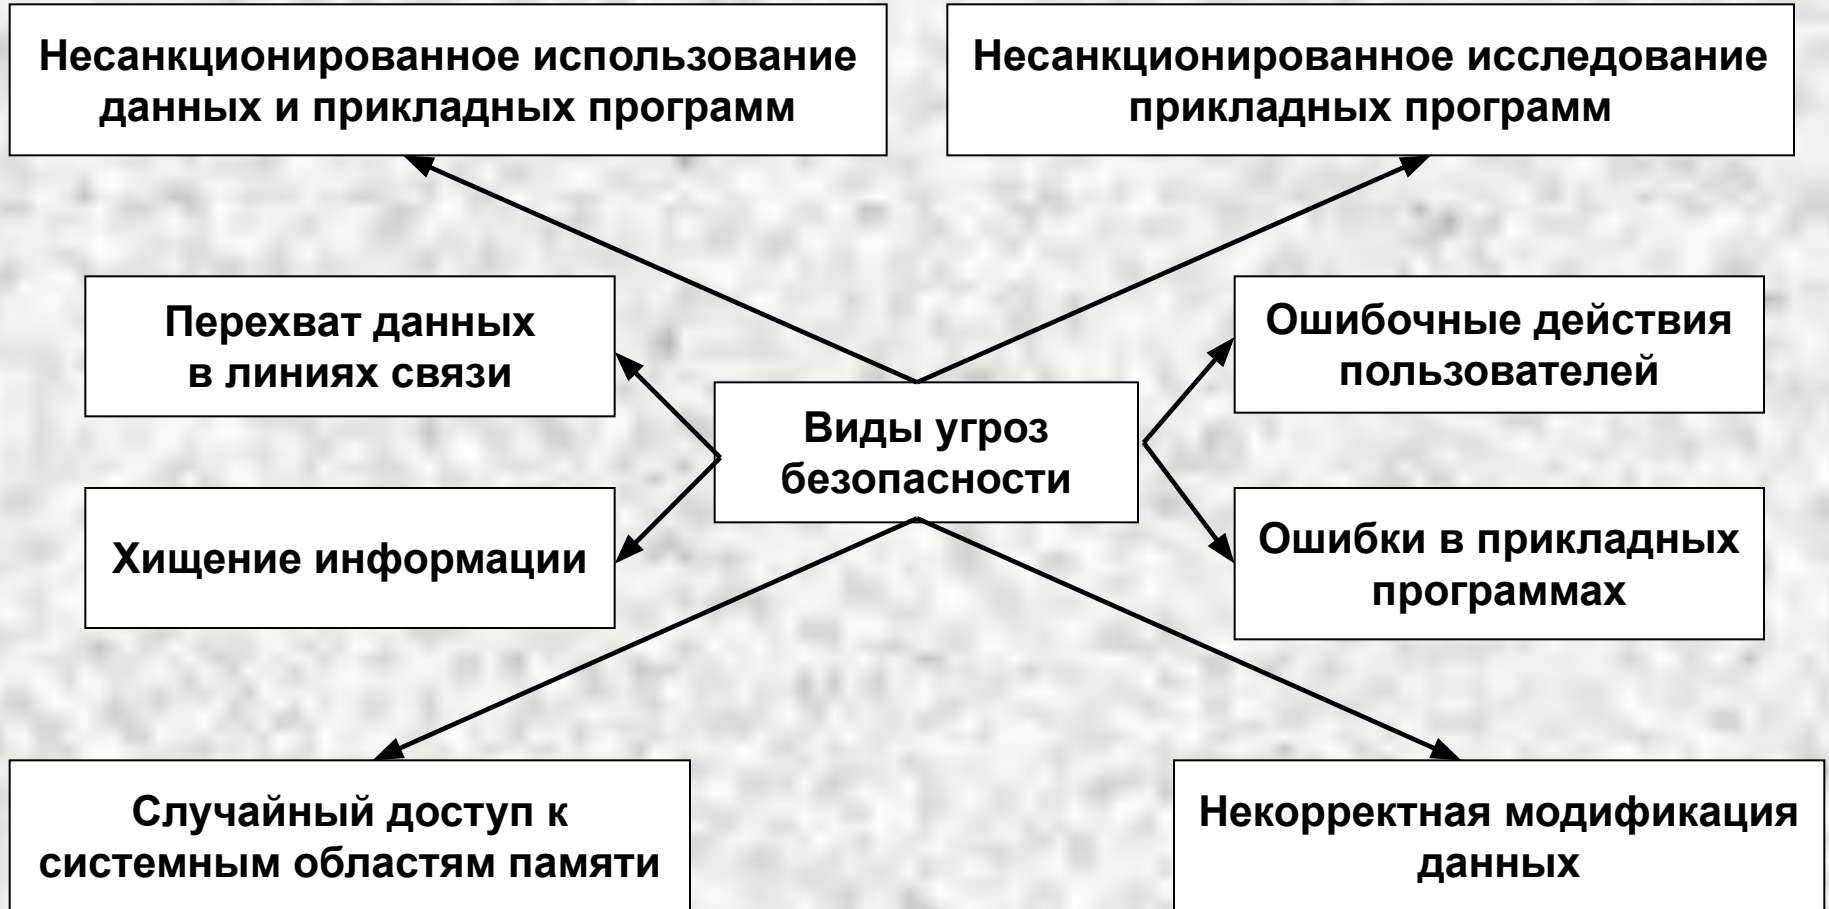 Несанкционированное использование
данных и прикладных программ
Несанкционированное исследование
прикладных программ
Перехват данных
в линиях связи
Ошибочные действия
пользователей
Виды угроз
безопасности
Хищение информации
Ошибки в прикладных
программах
Случайный доступ к
системным областям памяти
Некорректная модификация
данных